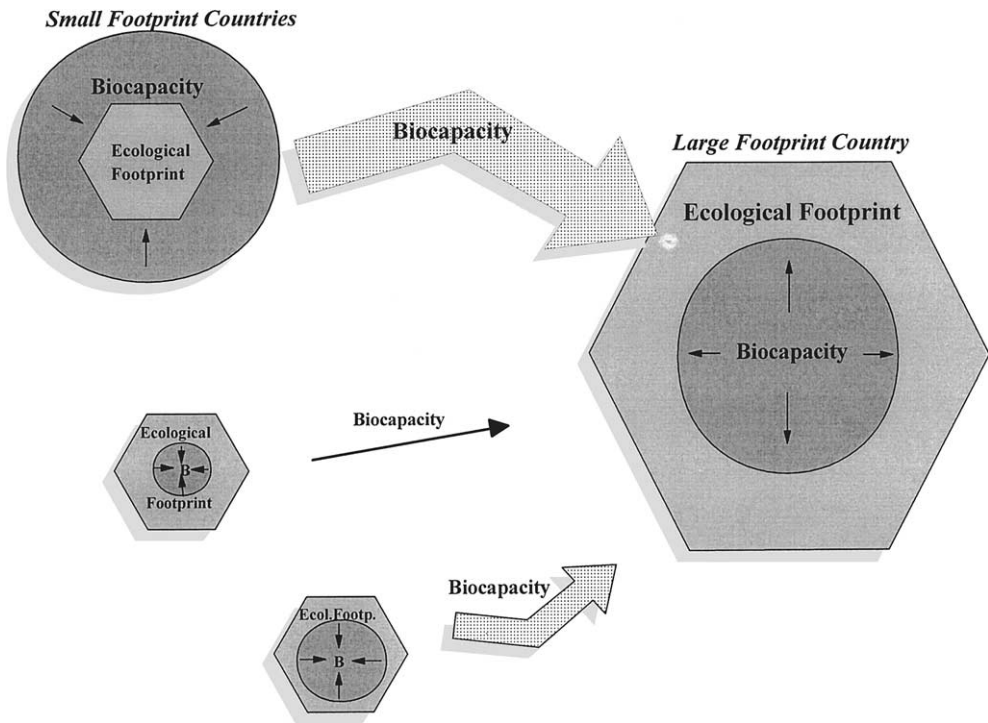 Small Footprint Countries
Biocapacity
Ecological
Footprint
Biocapacity
Large Footprint Country
Ecological Footprint
Biocapacity
Ecological
B
Footprint
Biocapacity
Biocapacity
Ecol.Footp.
B